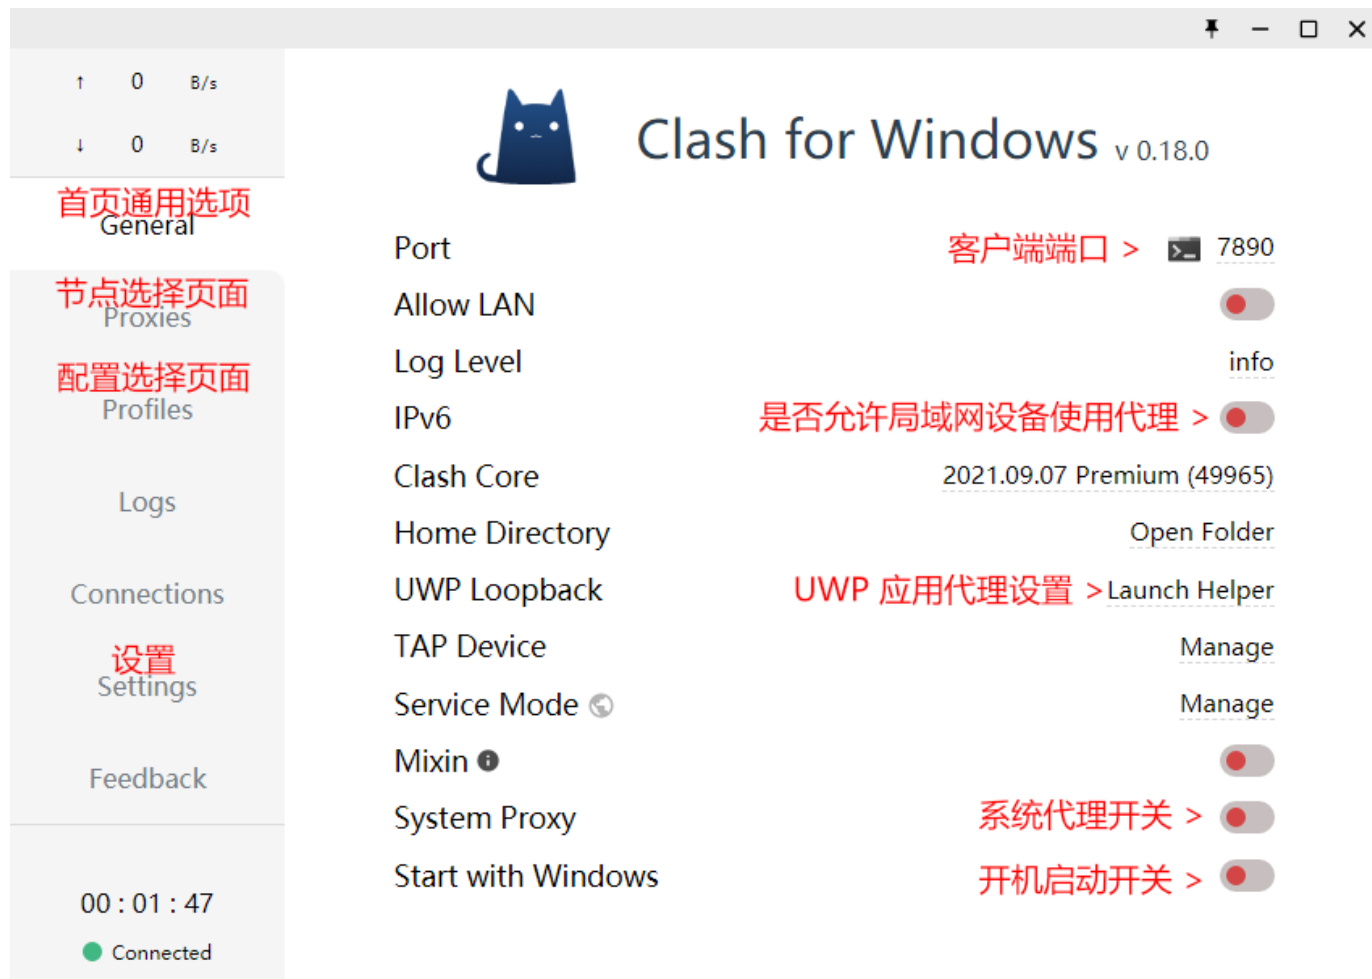 ↑ 0 B/s
↓ 0 B/s
首页通用选项
General
节点选择页面
Proxies
配置选择页面
Profiles
Logs
Connections
设置
Settings
Feedback
00 : 01 : 47
Connected
Clash for Windows v 0.18.0
Port 客户端端口 > 7890
Allow LAN
Log Level info
IPv6 是否允许局域网设备使用代理 >
Clash Core 2021.09.07 Premium (49965)
Home Directory Open Folder
UWP Loopback UWP 应用代理设置 > Launch Helper
TAP Device Manage
Service Mode Manage
Mixin
System Proxy 系统代理开关 >
Start with Windows 开机启动开关 >